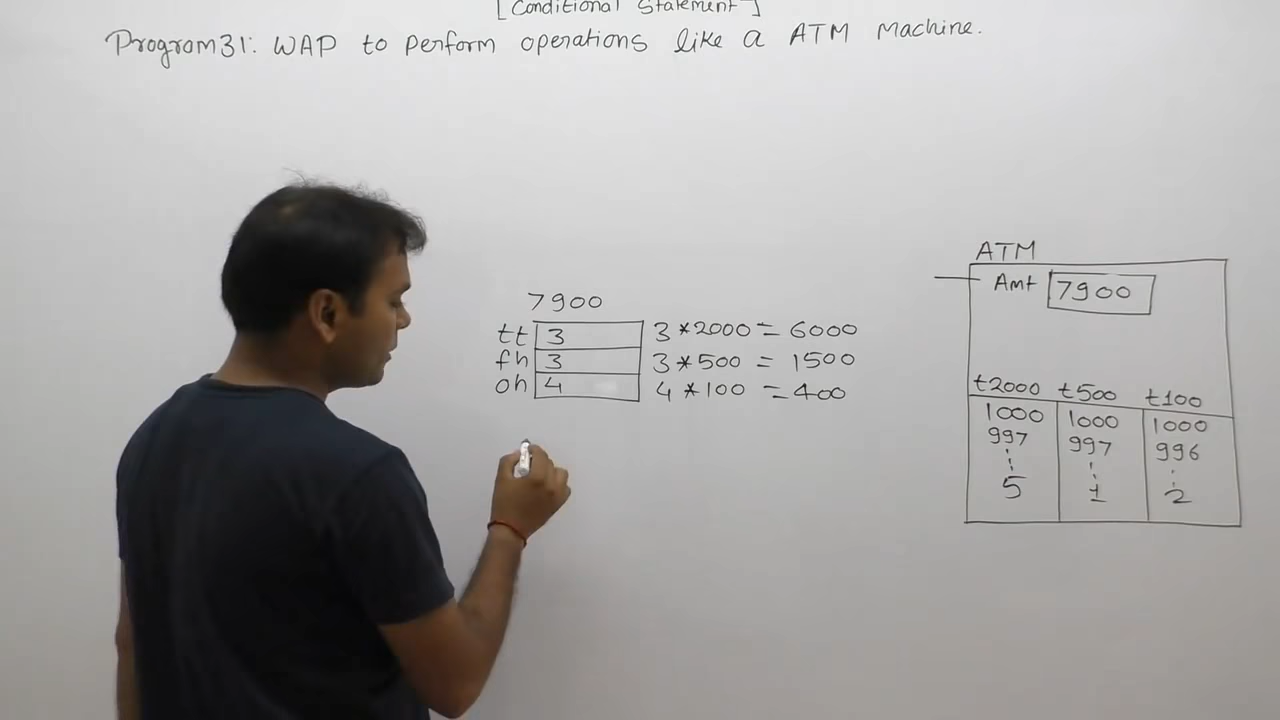 [Conditional Statement]
Program31: WAP to perform operations like a ATM Machine.
7900
tt 3 3*2000 = 6000
fh 3 3*500 = 1500
oh 4 4*100 = 400
ATM
Amt 7900
t2000 t500 t100
1000 1000 1000
997 997 996
5 1 2